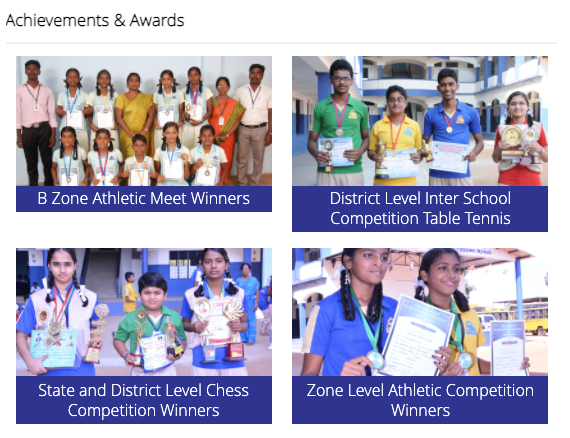 Achievements & Awards
B Zone Athletic Meet Winners
District Level Inter School
Competition Table Tennis
State and District Level Chess
Competition Winners
Zone Level Athletic Competition
Winners